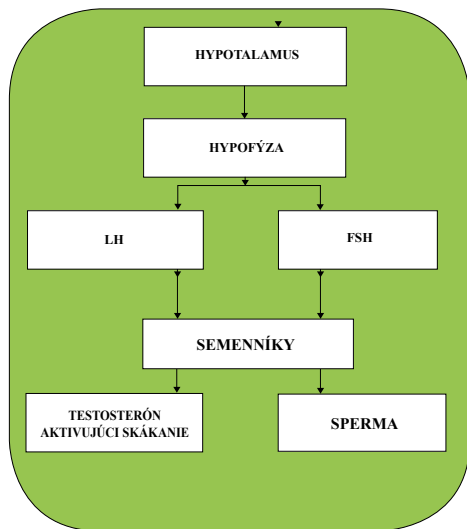 HYPOTALAMUS
HYPOFÝZA
LH
FSH
SEMENNÍKY
TESTOSTERÓN
AKTIVUJÚCI SKÁKANIE
SPERMA